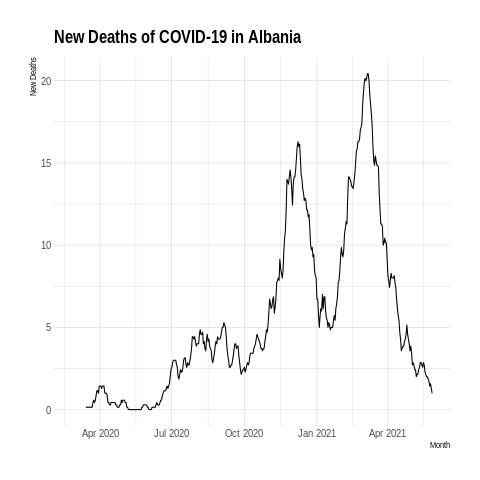 New Deaths of COVID-19 in Albania
New Deaths
20
15
10
5
0
Apr 2020 Jul 2020 Oct 2020 Jan 2021 Apr 2021
Month